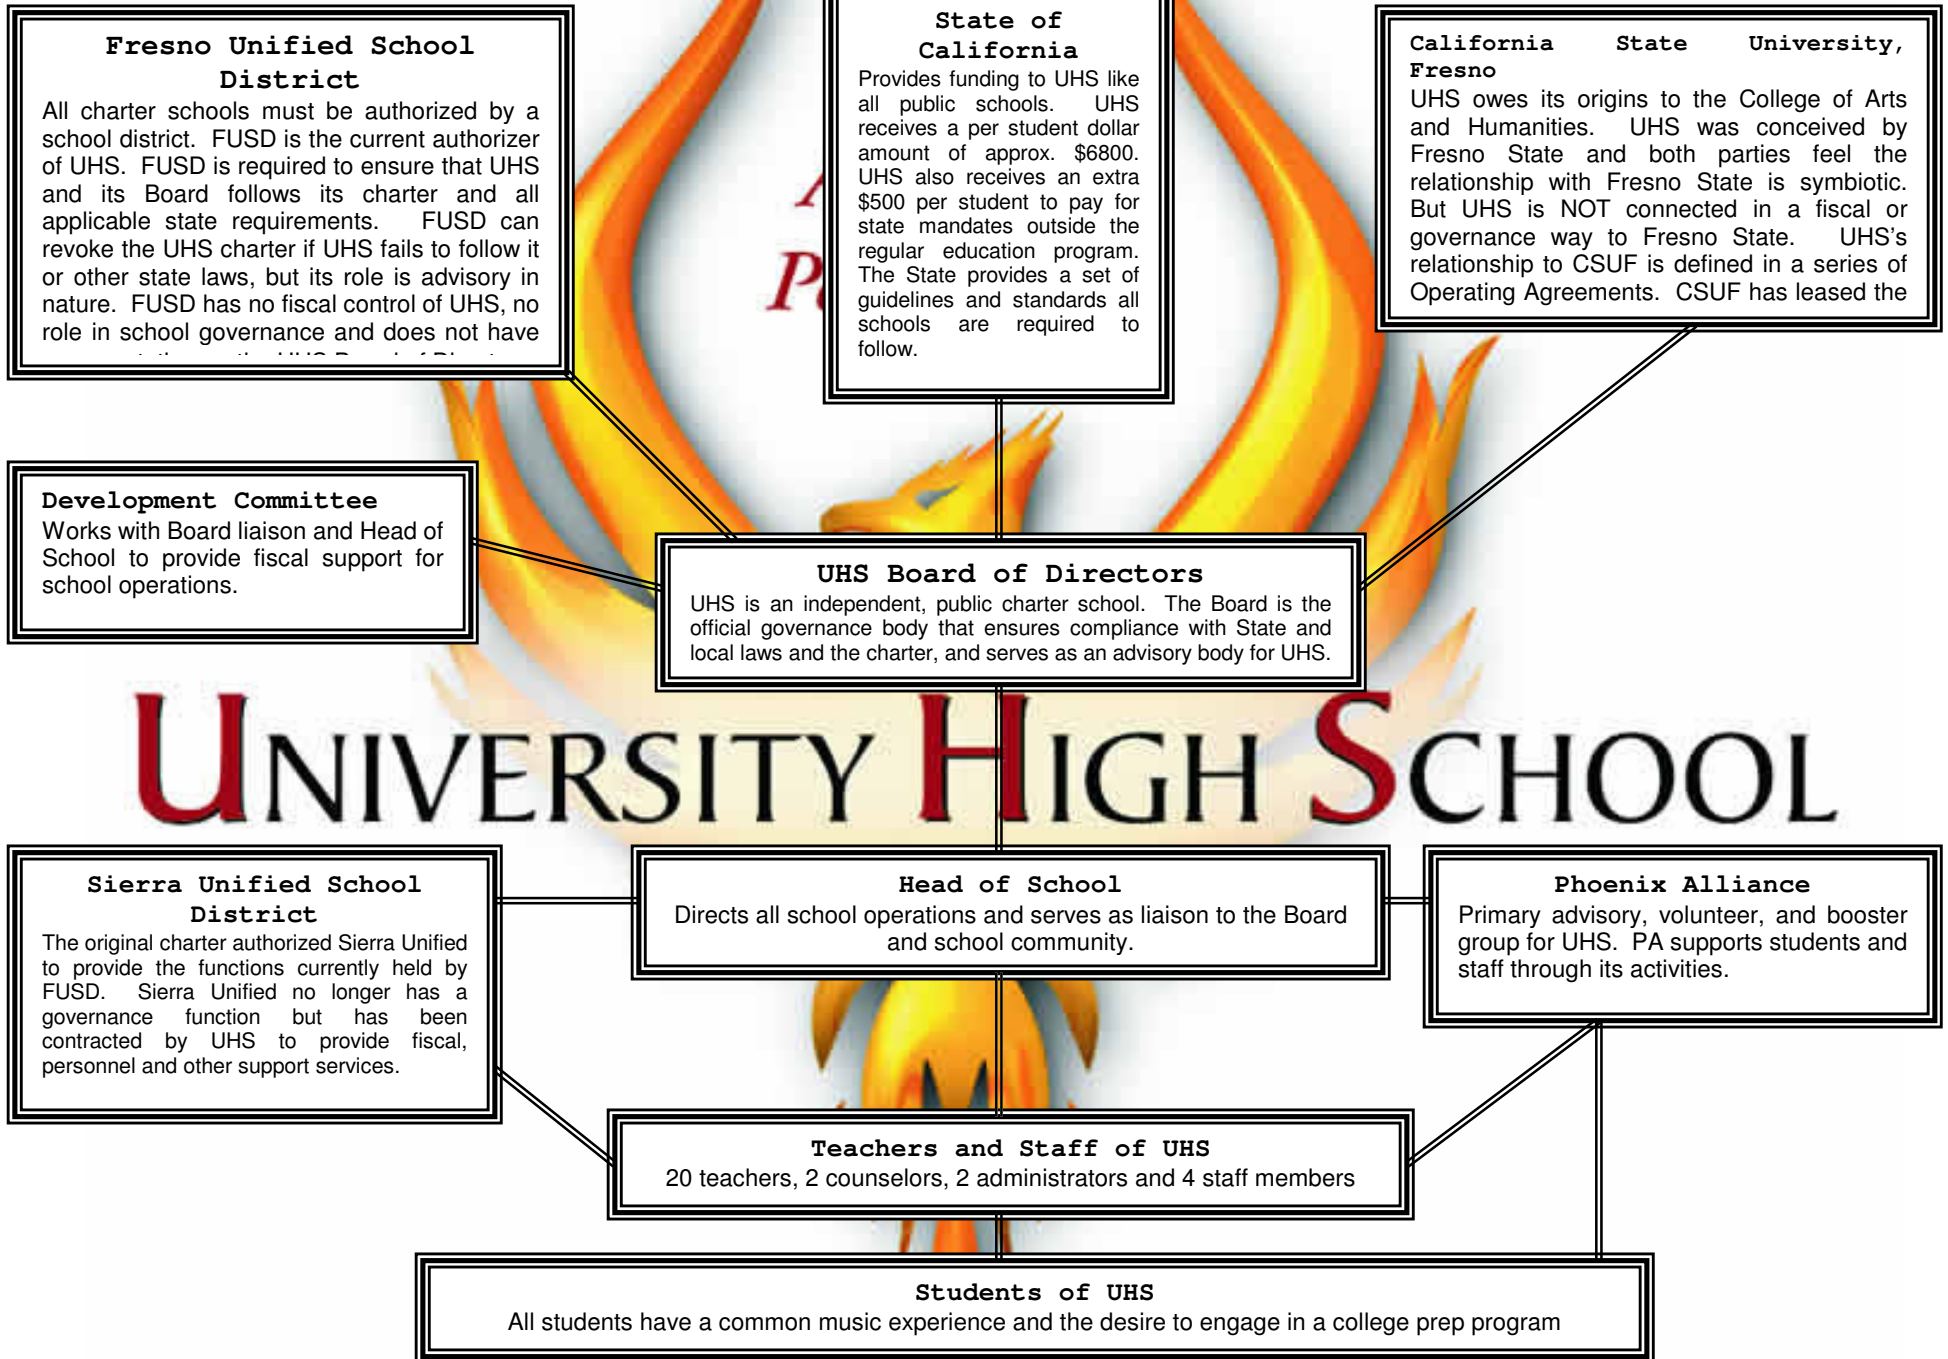 Fresno Unified School
District
All charter schools must be authorized by a
school district. FUSD is the current authorizer
of UHS. FUSD is required to ensure that UHS
and its Board follows its charter and all
applicable state requirements. FUSD can
revoke the UHS charter if UHS fails to follow it
or other state laws, but its role is advisory in
nature. FUSD has no fiscal control of UHS, no
role in school governance and does not have
State of
California
Provides funding to UHS like
all public schools. UHS
receives a per student dollar
amount of approx. $6800.
UHS also receives an extra
$500 per student to pay for
state mandates outside the
regular education program.
The State provides a set of
guidelines and standards all
schools are required to
follow.
California State University,
Fresno
UHS owes its origins to the College of Arts
and Humanities. UHS was conceived by
Fresno State and both parties feel the
relationship with Fresno State is symbiotic.
But UHS is NOT connected in a fiscal or
governance way to Fresno State. UHS's
relationship to CSUF is defined in a series of
Operating Agreements. CSUF has leased the
Development Committee
Works with Board liaison and Head of
School to provide fiscal support for
school operations.
UHS Board of Directors
UHS is an independent, public charter school. The Board is the
official governance body that ensures compliance with State and
local laws and the charter, and serves as an advisory body for UHS.
UNIVERSITY HIGH SCHOOL
Sierra Unified School
District
The original charter authorized Sierra Unified
to provide the functions currently held by
FUSD. Sierra Unified no longer has a
governance function but has been
contracted by UHS to provide fiscal,
personnel and other support services.
Head of School
Directs all school operations and serves as liaison to the Board
and school community.
Phoenix Alliance
Primary advisory, volunteer, and booster
group for UHS. PA supports students and
staff through its activities.
Teachers and Staff of UHS
20 teachers, 2 counselors, 2 administrators and 4 staff members
Students of UHS
All students have a common music experience and the desire to engage in a college prep program